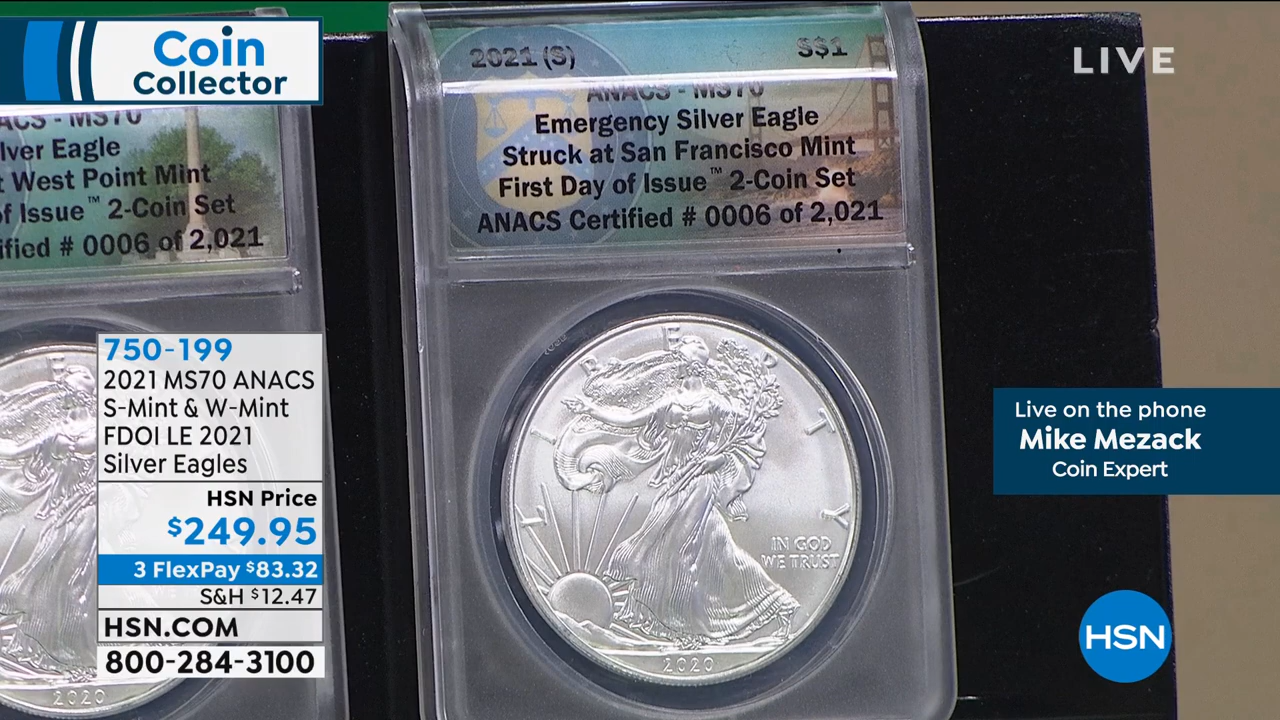 Coin
Collector
LIVE
2021 (S) S$1
ANACS - MS70
Emergency Silver Eagle
Struck at San Francisco Mint
First Day of Issue™ 2-Coin Set
ANACS Certified # 0006 of 2,021
ACS - MS70
lver Eagle
t West Point Mint
of Issue™ 2-Coin Set
ified # 0006 of 2,021
L I B E R T Y
IN GOD
WE TRUST
2020
2020
750-199
2021 MS70 ANACS
S-Mint & W-Mint
FDOI LE 2021
Silver Eagles
HSN Price
$249.95
3 FlexPay $83.32
S&H $12.47
HSN.COM
800-284-3100
Live on the phone
Mike Mezack
Coin Expert
HSN